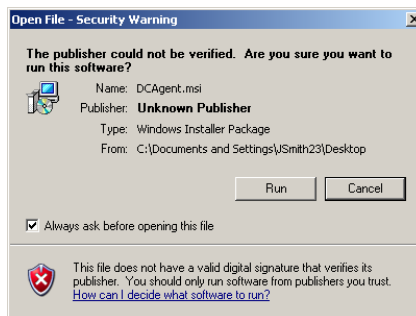 Open File - Security Warning
The publisher could not be verified. Are you sure you want to
run this software?
Name: DCAgent.msi
Publisher: Unknown Publisher
Type: Windows Installer Package
From: C:\Documents and Settings\JSmith23\Desktop
Run Cancel
Always ask before opening this file
This file does not have a valid digital signature that verifies its
publisher. You should only run software from publishers you trust.
How can I decide what software to run?